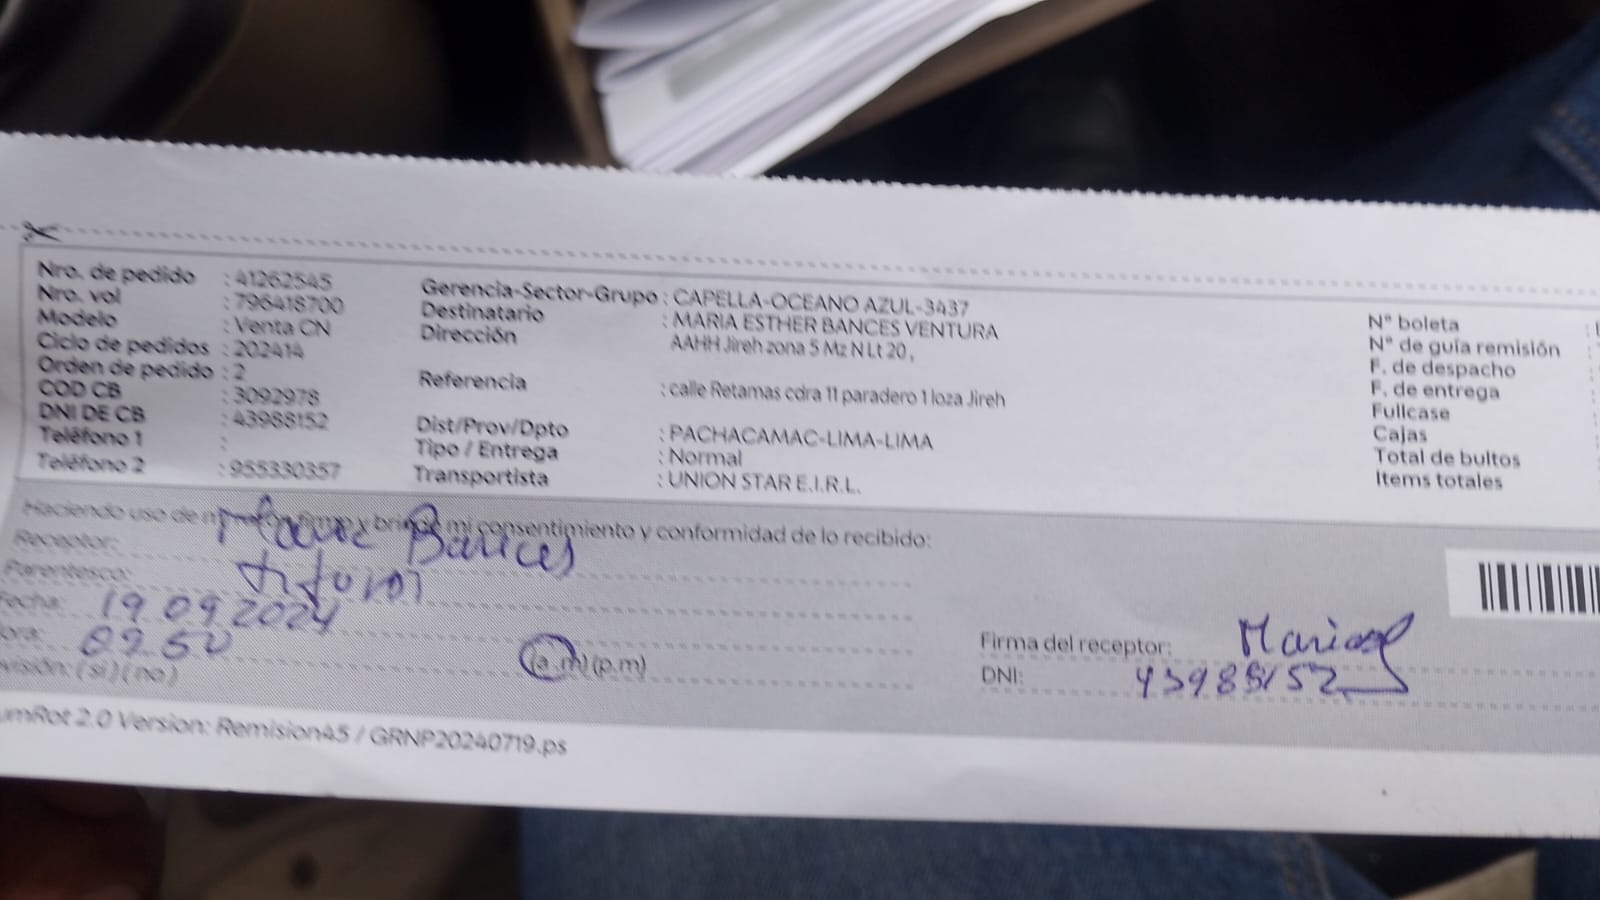 Nro. de pedido : 41262545
Nro. vol : 796418700
Modelo : Venta CN
Ciclo de pedidos : 202414
Orden de pedido : 2
COD CB : 3092978
DNI DE CB : 43988152
Teléfono 1 :
Teléfono 2 : 955330357
Gerencia-Sector-Grupo : CAPELLA-OCEANO AZUL-3437
Destinatario : MARIA ESTHER BANCES VENTURA
Dirección AAHH Jireh zona 5 Mz N Lt 20,
Referencia : calle Retamas cdra 11 paradero 1 loza Jireh
Dist/Prov/Dpto : PACHACAMAC-LIMA-LIMA
Tipo / Entrega : Normal
Transportista : UNION STAR E.I.R.L.
N° boleta :
N° de guía remisión
F. de despacho
F. de entrega
Fullcase
Cajas
Total de bultos
Items totales
Haciendo uso de y brindo mi consentimiento y conformidad de lo recibido:
Receptor: Bances
Parentesco: titular
Fecha: 19 09 2024
ora: 09 50 (a.m) (p.m)
visión: (si) (no)
Firma del receptor:
DNI: 43988152
umRot 2.0 Version: Remision45 / GRNP20240719.ps